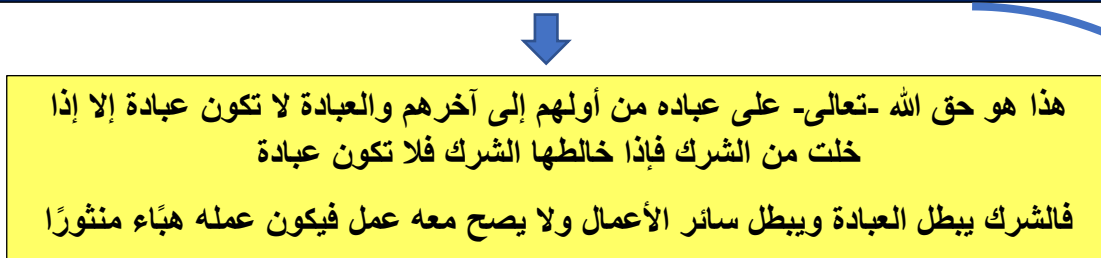 هذا هو حق الله -تعالى- على عباده من أولهم إلى آخرهم والعبادة لا تكون عبادة إلا إذا
خلت من الشرك فإذا خالطها الشرك فلا تكون عبادة
فالشرك يبطل العبادة ويبطل سائر الأعمال ولا يصح معه عمل فيكون عمله هبًاء منثورًا